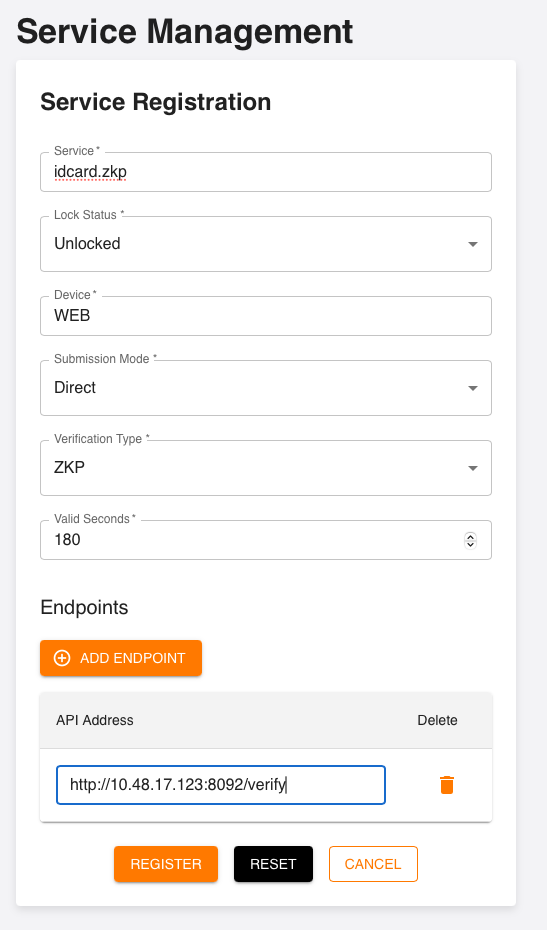 Service Management
Service Registration
Service *
idcard.zkp
Lock Status *
Unlocked
Device *
WEB
Submission Mode *
Direct
Verification Type *
ZKP
Valid Seconds *
180
Endpoints
ADD ENDPOINT
API Address Delete
http://10.48.17.123:8092/verify
REGISTER RESET CANCEL